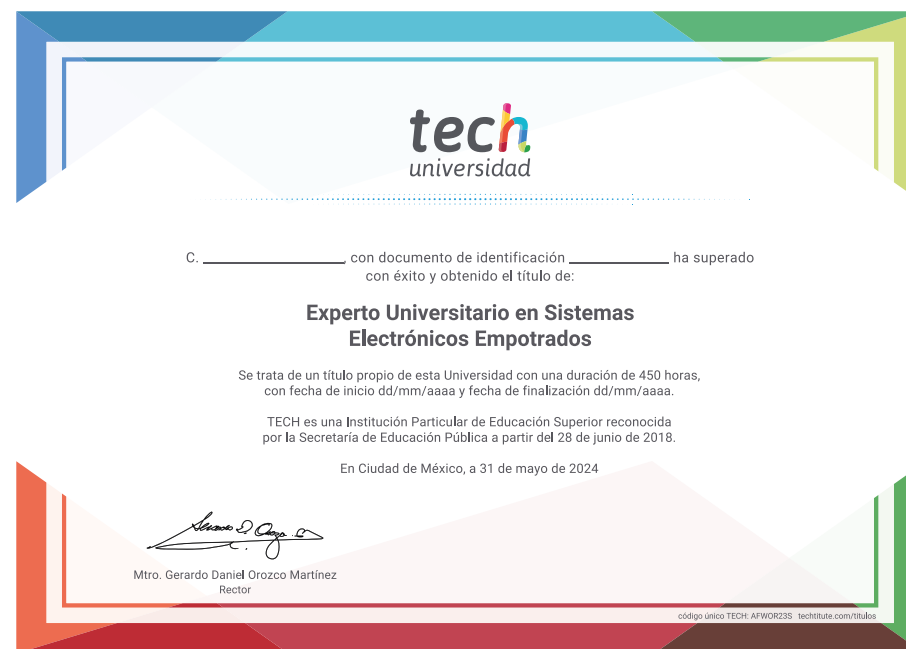 tech
universidad
C. ____________, con documento de identificación ____________ ha superado
con éxito y obtenido el título de:
Experto Universitario en Sistemas
Electrónicos Empotrados
Se trata de un título propio de esta Universidad con una duración de 450 horas,
con fecha de inicio dd/mm/aaaa y fecha de finalización dd/mm/aaaa.
TECH es una Institución Particular de Educación Superior reconocida
por la Secretaría de Educación Pública a partir del 28 de junio de 2018.
En Ciudad de México, a 31 de mayo de 2024
Mtro. Gerardo Daniel Orozco Martínez
Rector
código único TECH: AFWOR23S techtitute.com/titulos